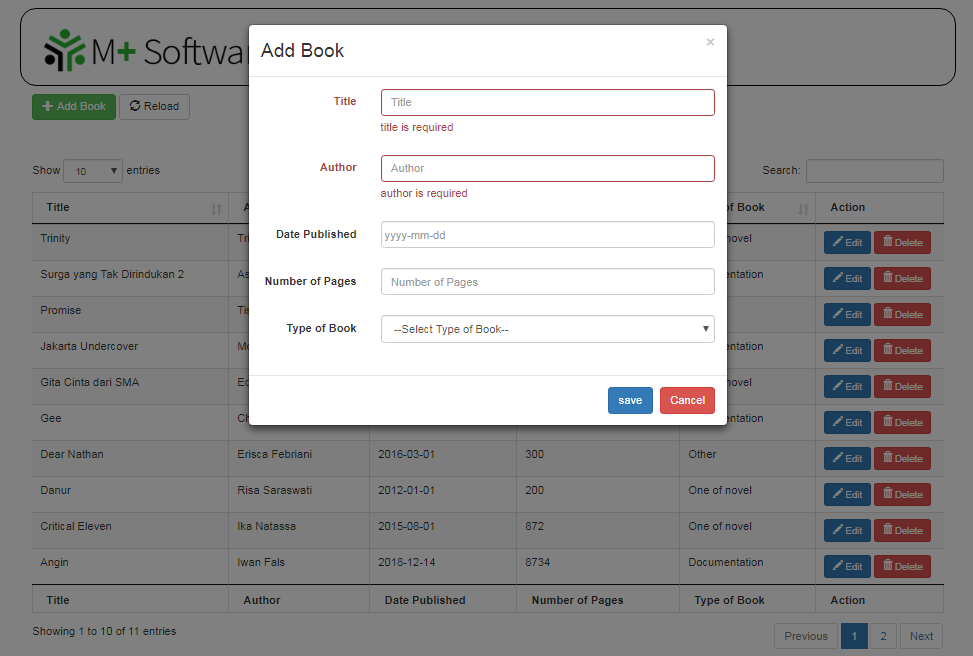 M+ Softwa
Add Book
×
Add Book
Reload
Title
Title
title is required
Author
Author
author is required
Date Published
yyyy-mm-dd
Number of Pages
Number of Pages
Type of Book
--Select Type of Book--
save
Cancel
Show 10 entries
Search:
Title of Book Action
Trinity novel Edit Delete
Surga yang Tak Dirindukan 2 Edit Delete
Promise Edit Delete
Jakarta Undercover Edit Delete
Gita Cinta dari SMA novel Edit Delete
Gee Edit Delete
Dear Nathan Erisca Febriani 2016-03-01 300 Other Edit Delete
Danur Risa Saraswati 2012-01-01 200 One of novel Edit Delete
Critical Eleven Ika Natassa 2015-08-01 872 One of novel Edit Delete
Angin Iwan Fals 2018-12-14 8734 Documentation Edit Delete
Title Author Date Published Number of Pages Type of Book Action
Showing 1 to 10 of 11 entries
Previous 1 2 Next